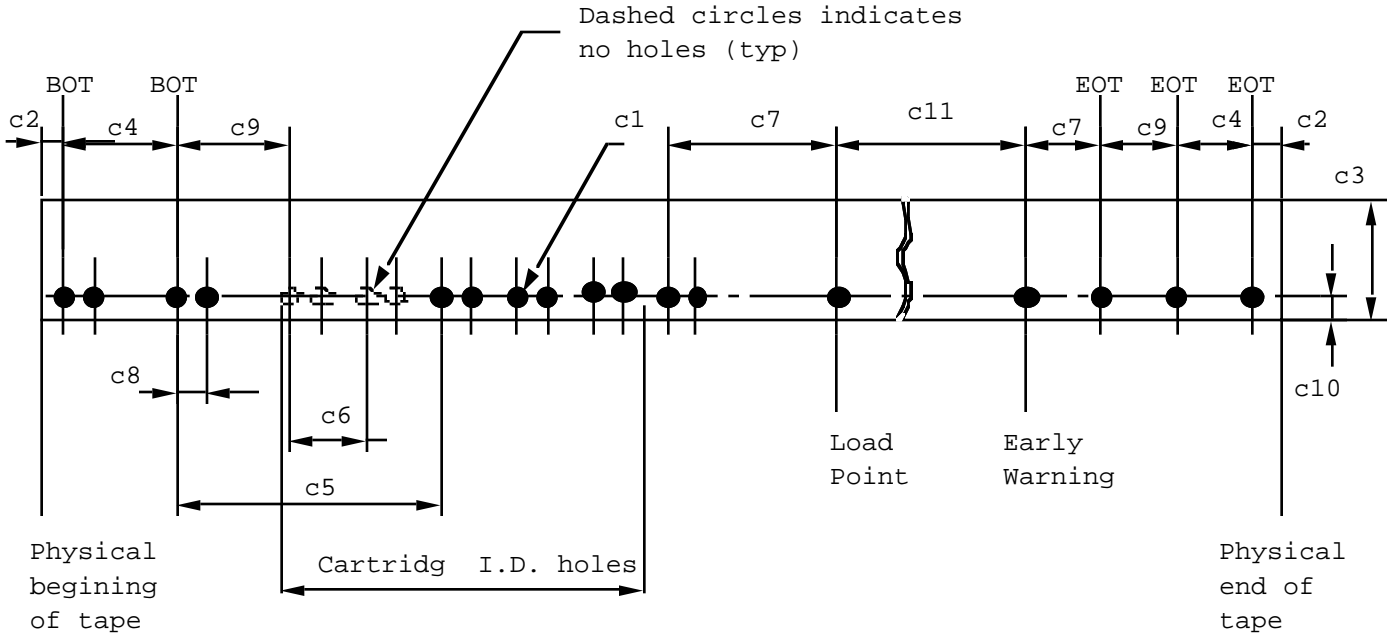 Dashed circles indicates
no holes (typ)
BOT
BOT
EOT
EOT
EOT
c2
c4
c9
c1
c7
c11
c7
c9
c4
c2
c3
c8
c10
c6
c5
Load
Point
Early
Warning
Physical
begining
of tape
Cartridg I.D. holes
Physical
end of
tape